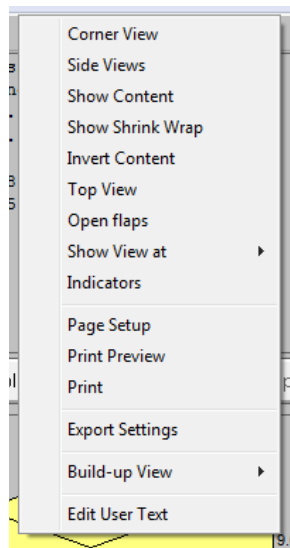 Corner View
Side Views
Show Content
Show Shrink Wrap
Invert Content
Top View
Open flaps
Show View at
Indicators
Page Setup
Print Preview
Print
Export Settings
Build-up View
Edit User Text
9.